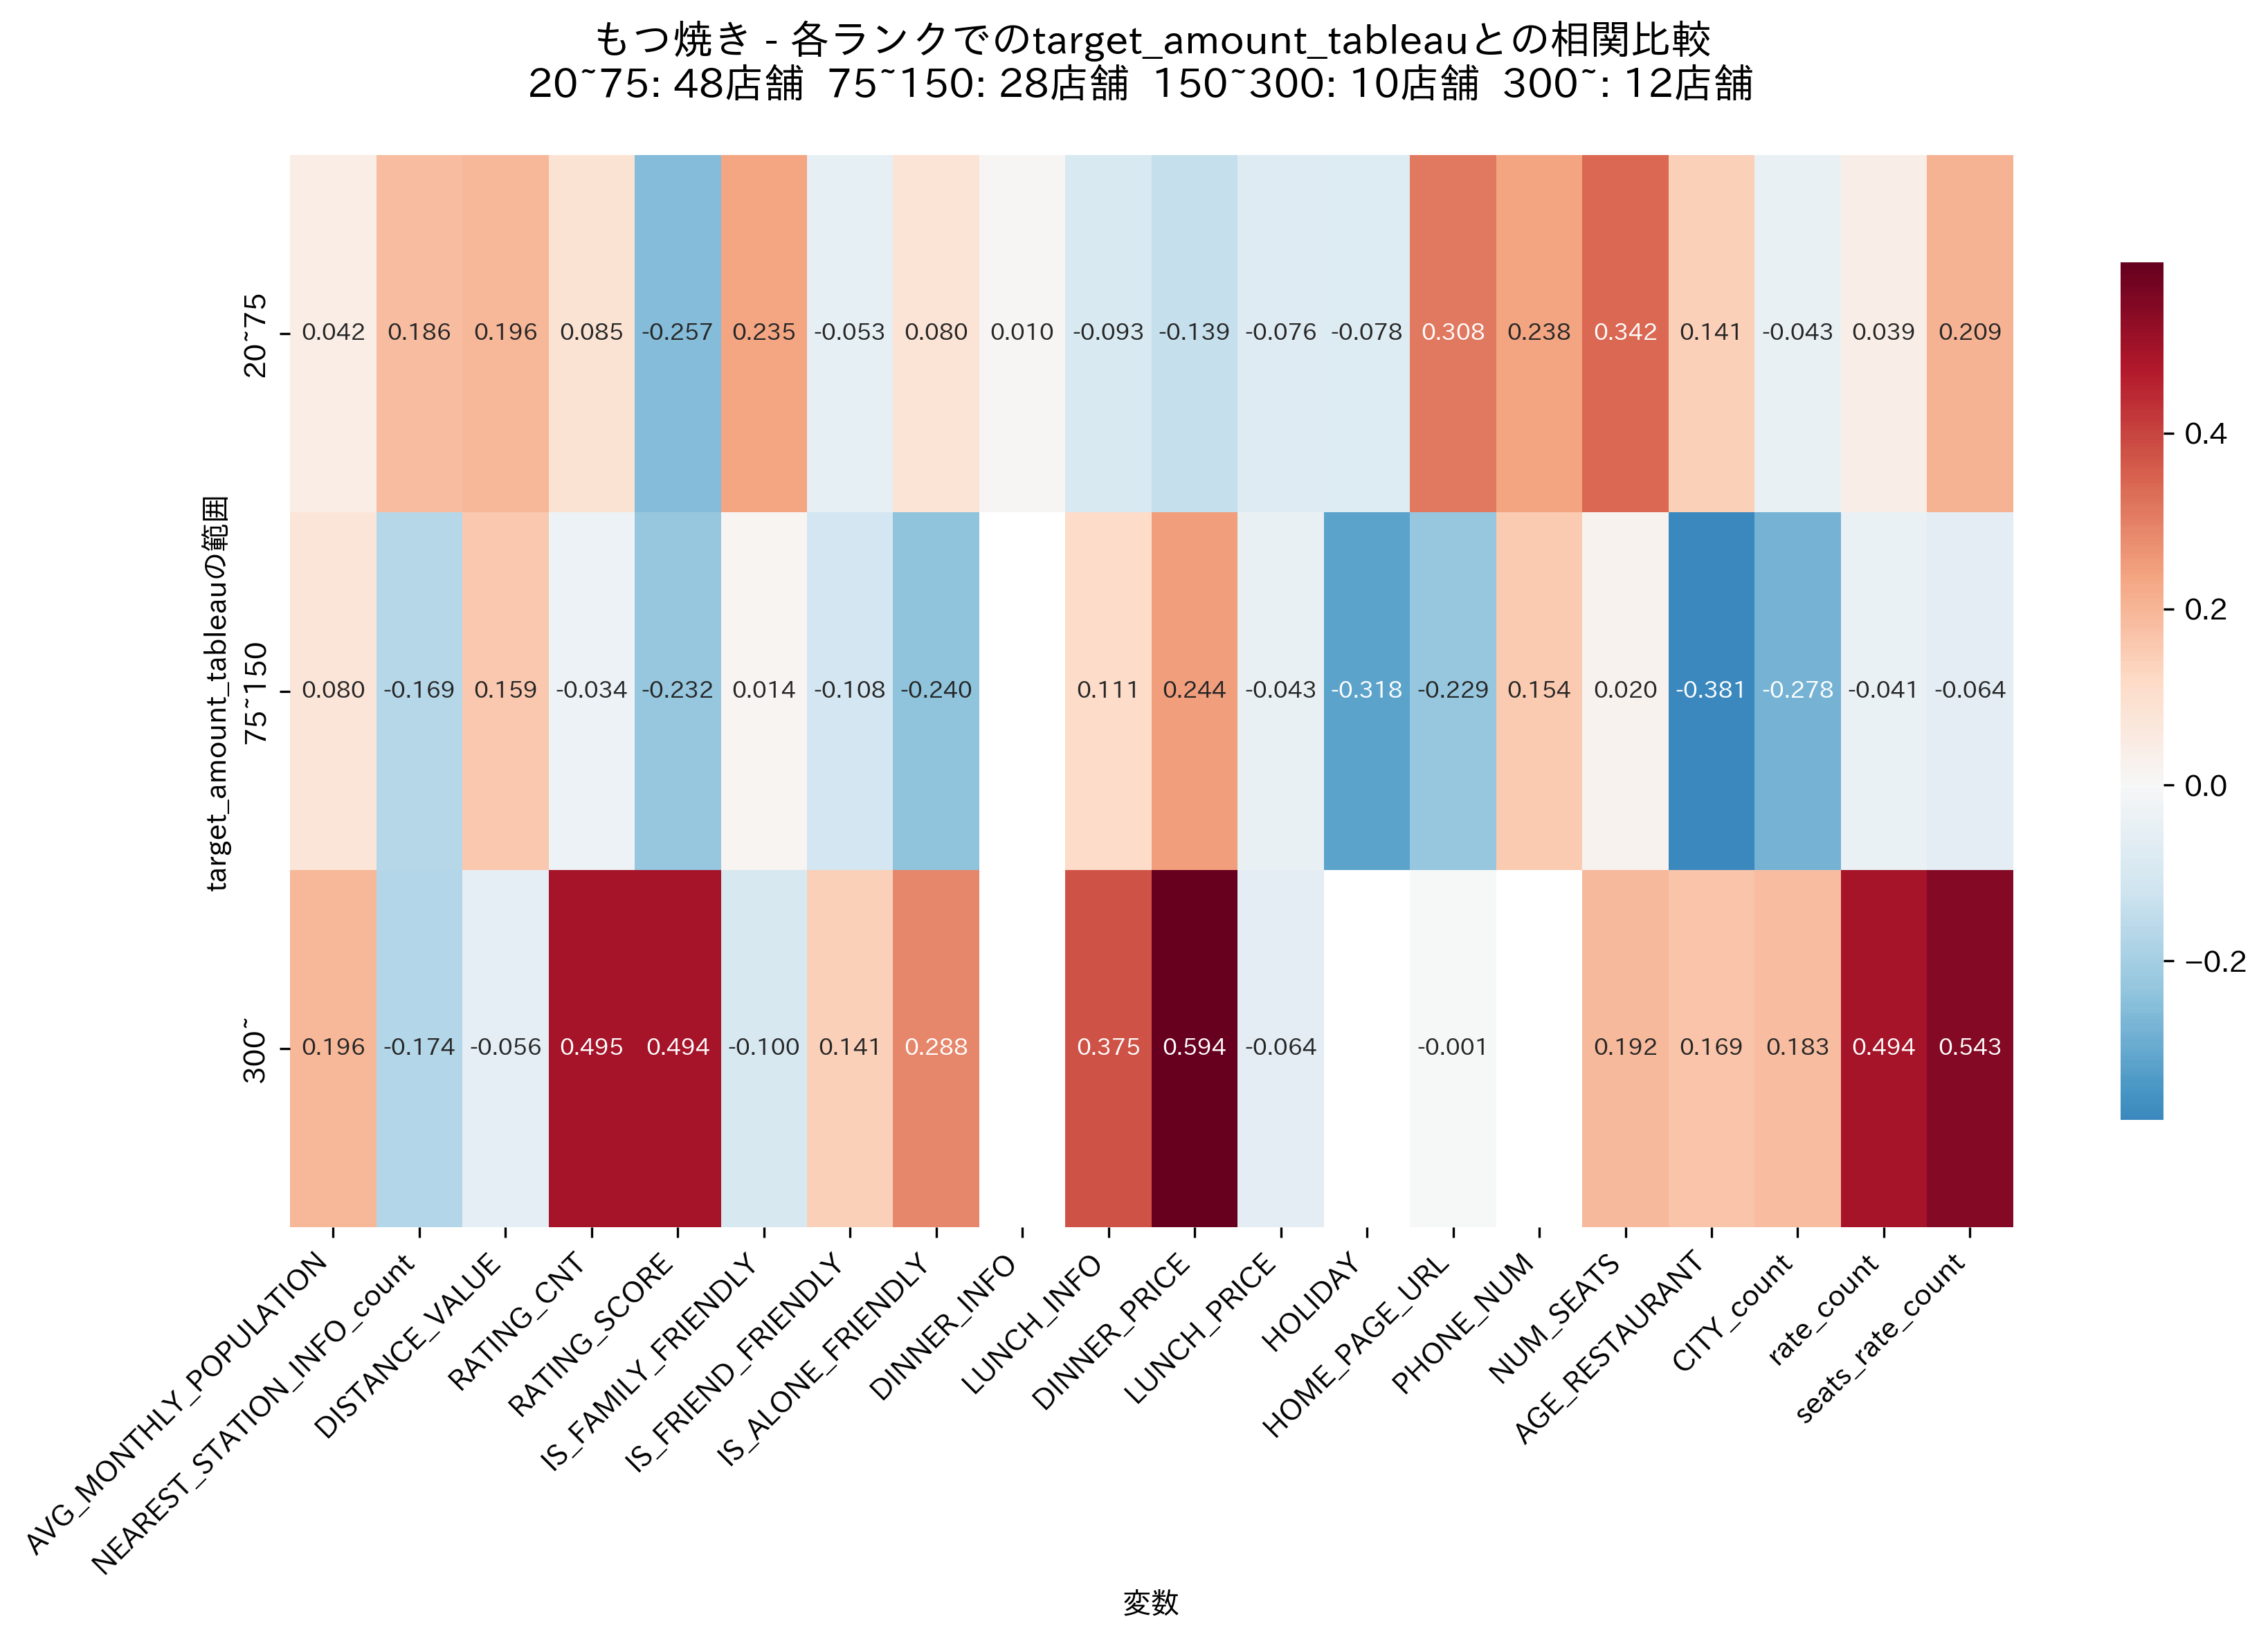 もつ焼き - 各ランクでのtarget_amount_tableauとの相関比較
20~75: 48店舗  75~150: 28店舗  150~300: 10店舗  300~: 12店舗
target_amount_tableauの範囲
20~75
0.042 0.186 0.196 0.085 -0.257 0.235 -0.053 0.080 0.010 -0.093 -0.139 -0.076 -0.078 0.308 0.238 0.342 0.141 -0.043 0.039 0.209
75~150
0.080 -0.169 0.159 -0.034 -0.232 0.014 -0.108 -0.240 0.111 0.244 -0.043 -0.318 -0.229 0.154 0.020 -0.381 -0.278 -0.041 -0.064
300~
0.196 -0.174 -0.056 0.495 0.494 -0.100 0.141 0.288 0.375 0.594 -0.064 -0.001 0.192 0.169 0.183 0.494 0.543
AVG_MONTHLY_POPULATION
NEAREST_STATION_INFO_count
DISTANCE_VALUE
RATING_CNT
RATING_SCORE
IS_FAMILY_FRIENDLY
IS_FRIEND_FRIENDLY
IS_ALONE_FRIENDLY
DINNER_INFO
LUNCH_INFO
DINNER_PRICE
LUNCH_PRICE
HOLIDAY
HOME_PAGE_URL
PHONE_NUM
NUM_SEATS
AGE_RESTAURANT
CITY_count
rate_count
seats_rate_count
変数
0.4
0.2
0.0
−0.2